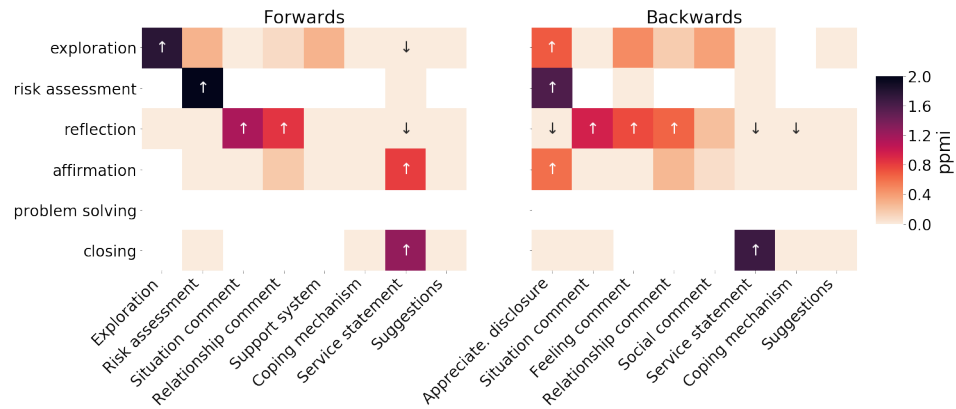 Forwards
Backwards
exploration
risk assessment
reflection
affirmation
problem solving
closing
↑
↓
↑
↑
↑
↑
↓
↑
↑
↓
↑
↑
↑
↓
↓
↑
↑
↑
2.0
1.6
1.2
0.8
0.4
0.0
ppmi
Exploration
Risk assessment
Situation comment
Relationship comment
Support system
Coping mechanism
Service statement
Suggestions
Appreciate. disclosure
Situation comment
Feeling comment
Relationship comment
Social comment
Service statement
Coping mechanism
Suggestions